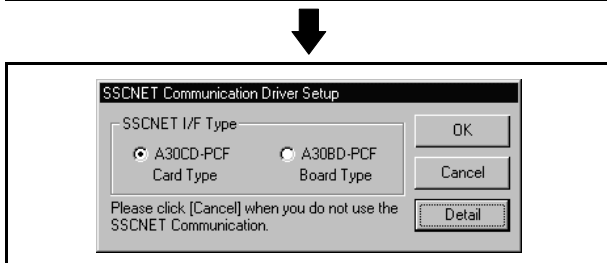 SSCNET Communication Driver Setup
SSCNET I/F Type
A30CD-PCF
Card Type
A30BD-PCF
Board Type
Please click [Cancel] when you do not use the
SSCNET Communication.
OK
Cancel
Detail